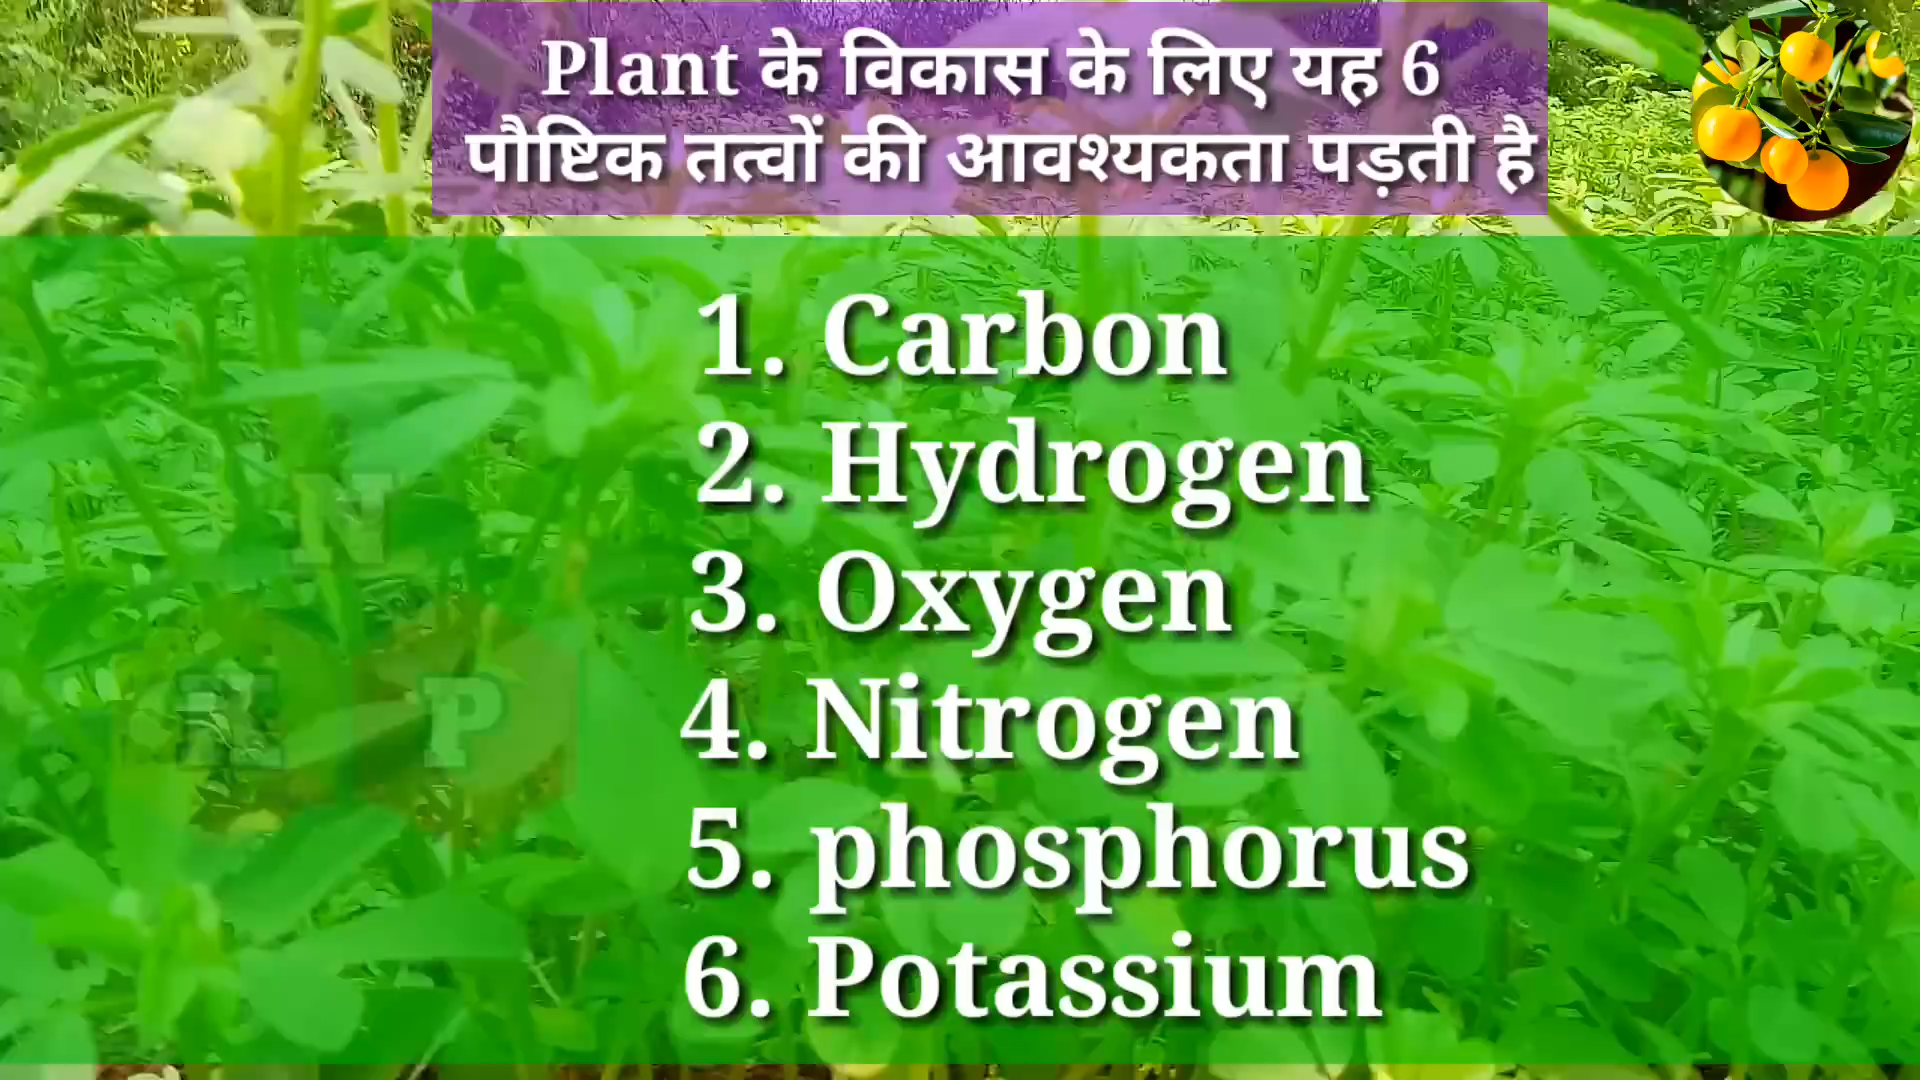 Plant के विकास के लिए यह 6
पौष्टिक तत्वों की आवश्यकता पड़ती है
1. Carbon
2. Hydrogen
3. Oxygen
4. Nitrogen
5. phosphorus
6. Potassium
N
P